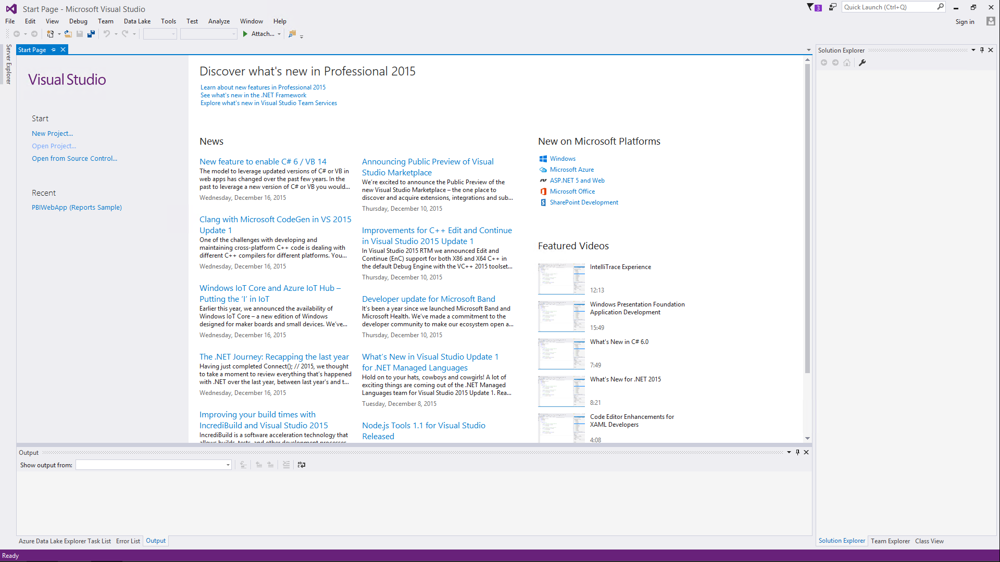 Start Page - Microsoft Visual Studio
3
Quick Launch (Ctrl+Q)
File Edit View Debug Team Data Lake Tools Test Analyze Window Help
Sign in
Attach...
Server Explorer
Start Page
Solution Explorer
Visual Studio
Start
New Project...
Open Project...
Open from Source Control...
Recent
PBIWebApp (Reports Sample)
Discover what's new in Professional 2015
Learn about new features in Professional 2015
See what's new in the .NET Framework
Explore what's new in Visual Studio Team Services
News
New feature to enable C# 6 / VB 14
The model to leverage updated versions of C# or VB in
web apps has changed over the past few years. In the
past to leverage a new version of C# or VB you would...
Wednesday, December 16, 2015
Clang with Microsoft CodeGen in VS 2015
Update 1
One of the challenges with developing and
maintaining cross-platform C++ code is dealing with
different C++ compilers for different platforms. You...
Wednesday, December 16, 2015
Windows IoT Core and Azure IoT Hub –
Putting the ‘I’ in IoT
Earlier this year, we announced the availability of
Windows IoT Core – a new edition of Windows
designed for maker boards and small devices. We’ve...
Wednesday, December 16, 2015
The .NET Journey: Recapping the last year
Having just completed Connect(); // 2015, we thought
to take a moment to review everything that’s happened
with .NET over the last year, between last year's and t...
Wednesday, December 16, 2015
Improving your build times with
IncrediBuild and Visual Studio 2015
IncrediBuild is a software acceleration technology that
allows builds, tests, and other development processes
Announcing Public Preview of Visual
Studio Marketplace
We’re excited to announce the Public Preview of the
new Visual Studio Marketplace – the one place to
discover and acquire extensions, integrations and sub...
Thursday, December 10, 2015
Improvements for C++ Edit and Continue
in Visual Studio 2015 Update 1
In Visual Studio 2015 RTM we announced Edit and
Continue (EnC) support for both X86 and X64 C++ in
the default Debug Engine with the VC++ 2015 toolset...
Thursday, December 10, 2015
Developer update for Microsoft Band
It’s been a year since we launched Microsoft Band and
Microsoft Health. We’ve made a commitment to the
developer community to make our ecosystem open a...
Thursday, December 10, 2015
What’s New in Visual Studio Update 1
for .NET Managed Languages
Hold on to your hats, cowboys and cowgirls! A lot of
exciting things are coming out of the .NET Managed
Languages team for Visual Studio 2015 Update 1. Rea...
Tuesday, December 8, 2015
Node.js Tools 1.1 for Visual Studio
Released
New on Microsoft Platforms
Windows
Microsoft Azure
ASP.NET 5 and Web
Microsoft Office
SharePoint Development
Featured Videos
IntelliTrace Experience
12:13
Windows Presentation Foundation
Application Development
15:49
What's New in C# 6.0
7:49
What's New for .NET 2015
8:21
Code Editor Enhancements for
XAML Developers
4:08
Output
Show output from:
Azure Data Lake Explorer Task List Error List Output
Solution Explorer Team Explorer Class View
Ready